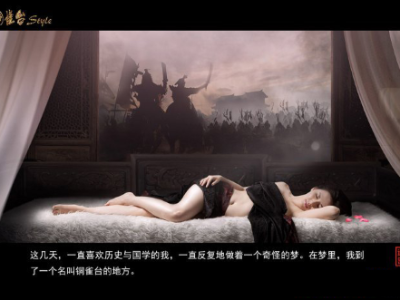 雀台 Style
这几天，一直喜欢历史与国学的我，一直反复地做着一个奇怪的梦。在梦里，我到
了一个名叫铜雀台的地方。